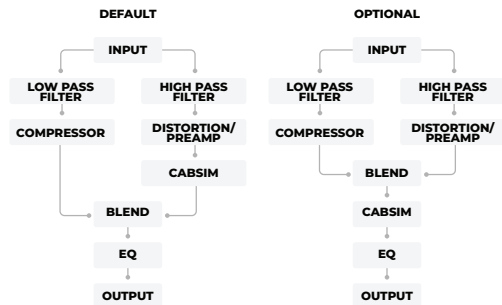 DEFAULT
INPUT
LOW PASS
FILTER
HIGH PASS
FILTER
COMPRESSOR
DISTORTION/
PREAMP
CABSIM
BLEND
EQ
OUTPUT
OPTIONAL
INPUT
LOW PASS
FILTER
HIGH PASS
FILTER
COMPRESSOR
DISTORTION/
PREAMP
BLEND
CABSIM
EQ
OUTPUT